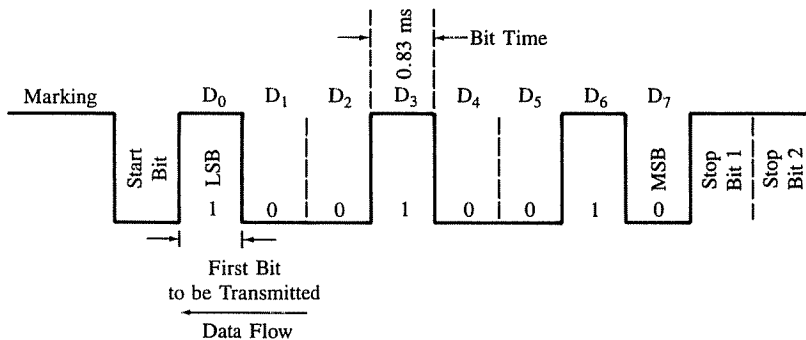 0.83 ms
Bit Time
Marking D₀ D₁ D₂ D₃ D₄ D₅ D₆ D₇
Start Bit
LSB
MSB
Stop Bit 1
Stop Bit 2
1 0 0 1 0 0 1 0
First Bit
to be Transmitted
Data Flow